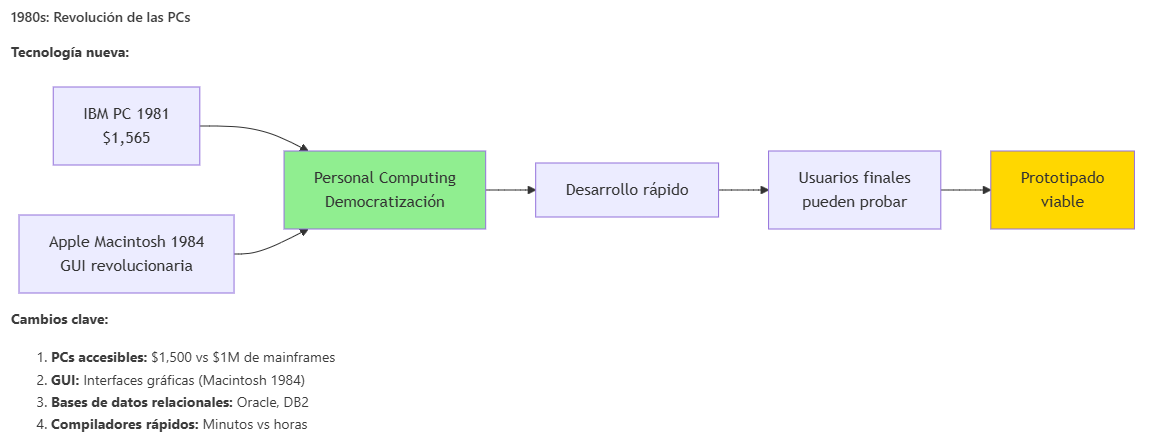 1980s: Revolución de las PCs
Tecnología nueva:
IBM PC 1981
$1,565
Apple Macintosh 1984
GUI revolucionaria
Personal Computing
Democratización
Desarrollo rápido
Usuarios finales
pueden probar
Prototipado
viable
Cambios clave:
1. PCs accesibles: $1,500 vs $1M de mainframes
2. GUI: Interfaces gráficas (Macintosh 1984)
3. Bases de datos relacionales: Oracle, DB2
4. Compiladores rápidos: Minutos vs horas